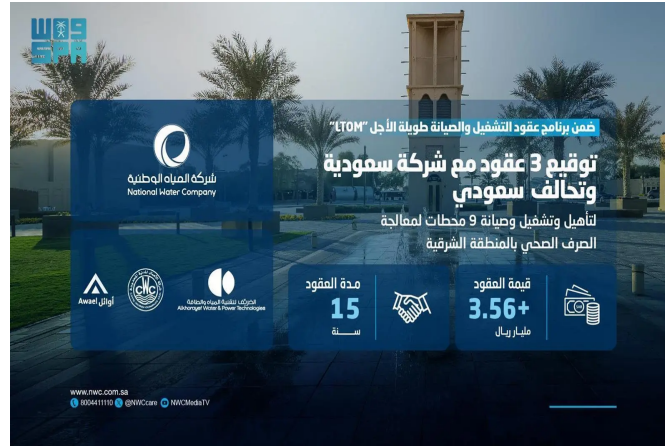 واس
SPA
شركة المياه الوطنية
National Water Company
ضمن برنامج عقود التشغيل والصيانة طويلة الأجل "LTOM"
توقيع 3 عقود مع شركة سعودية
وتحالف سعودي
لتأهيل وتشغيل وصيانة 9 محطات لمعالجة
الصرف الصحي بالمنطقة الشرقية
قيمة العقود
3.56+
مليار ريال
مدة العقود
15
سنة
الخريّف لتقنية المياه والطاقة
Alkhorayef Water & Power Technologies
CWC
أوائل
Awael
www.nwc.com.sa
8004411110 @NWCcare NWCMediaTV